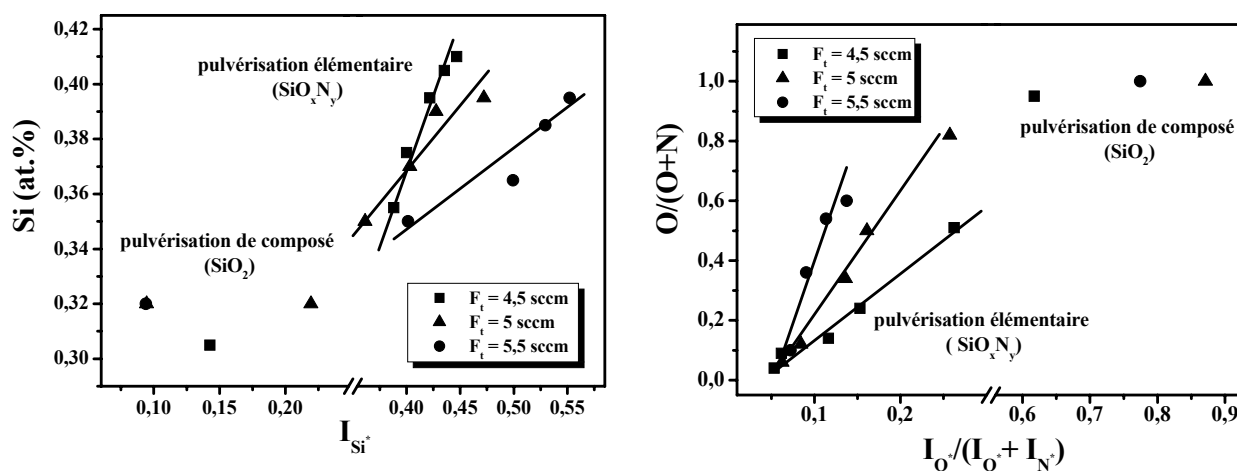 0,42
0,40
0,38
0,36
0,34
0,32
0,30
Si (at.%)
pulvérisation élémentaire
(SiOxNy)
pulvérisation de composé
(SiO2)
Ft = 4,5 sccm
Ft = 5 sccm
Ft = 5,5 sccm
0,10 0,15 0,20 0,40 0,45 0,50 0,55
ISi*
1,0
0,8
0,6
0,4
0,2
0,0
O/(O+N)
Ft = 4,5 sccm
Ft = 5 sccm
Ft = 5,5 sccm
pulvérisation de composé
(SiO2)
pulvérisation élémentaire
( SiOxNy)
0,1 0,2 0,6 0,7 0,8 0,9
IO*/(IO*+ IN*)